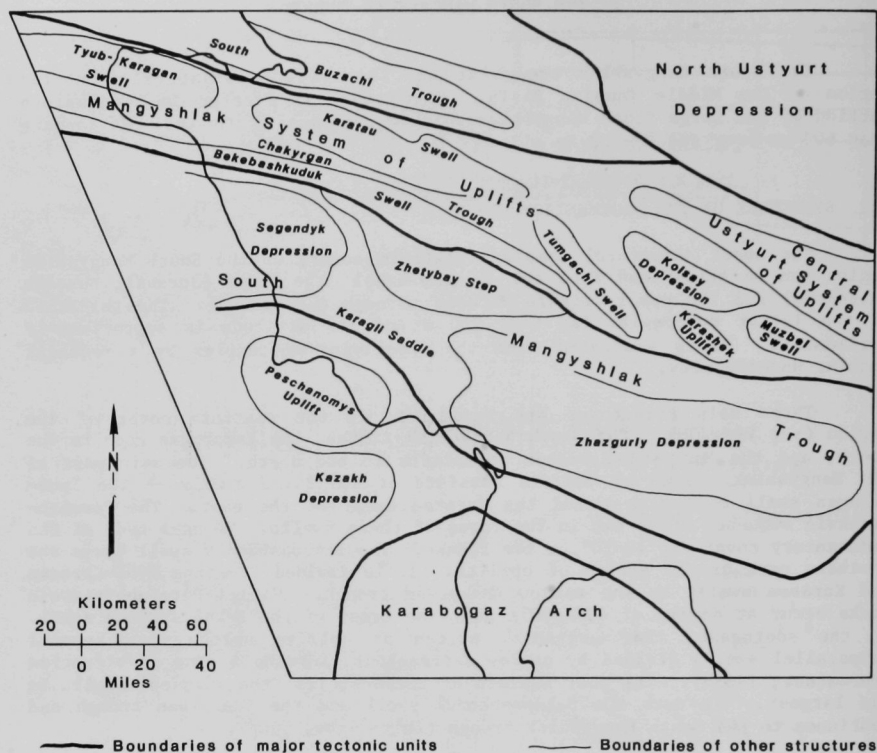 South
Buzachi
Trough
North Ustyurt
Depression
Tyub-Karagan
Swell
Mangyshlak
System
of
Uplifts
Karatau
Swell
Chakyrgan
Trough
Bekebashkuduk
Swell
Central
Ustyurt System
of Uplifts
Segendyk
Depression
Tumgachi Swell
Kolsay
Depression
South
Mangyshlak
Trough
Zhetybay Step
Karashek
Uplift
Muzbel
Swell
Karagii Saddle
Peschanomys
Uplift
Zhazgurly Depression
N
Kazakh
Depression
Karabogaz Arch
Kilometers
20 0 20 40 60
0 20 40
Miles
Boundaries of major tectonic units
Boundaries of other structures